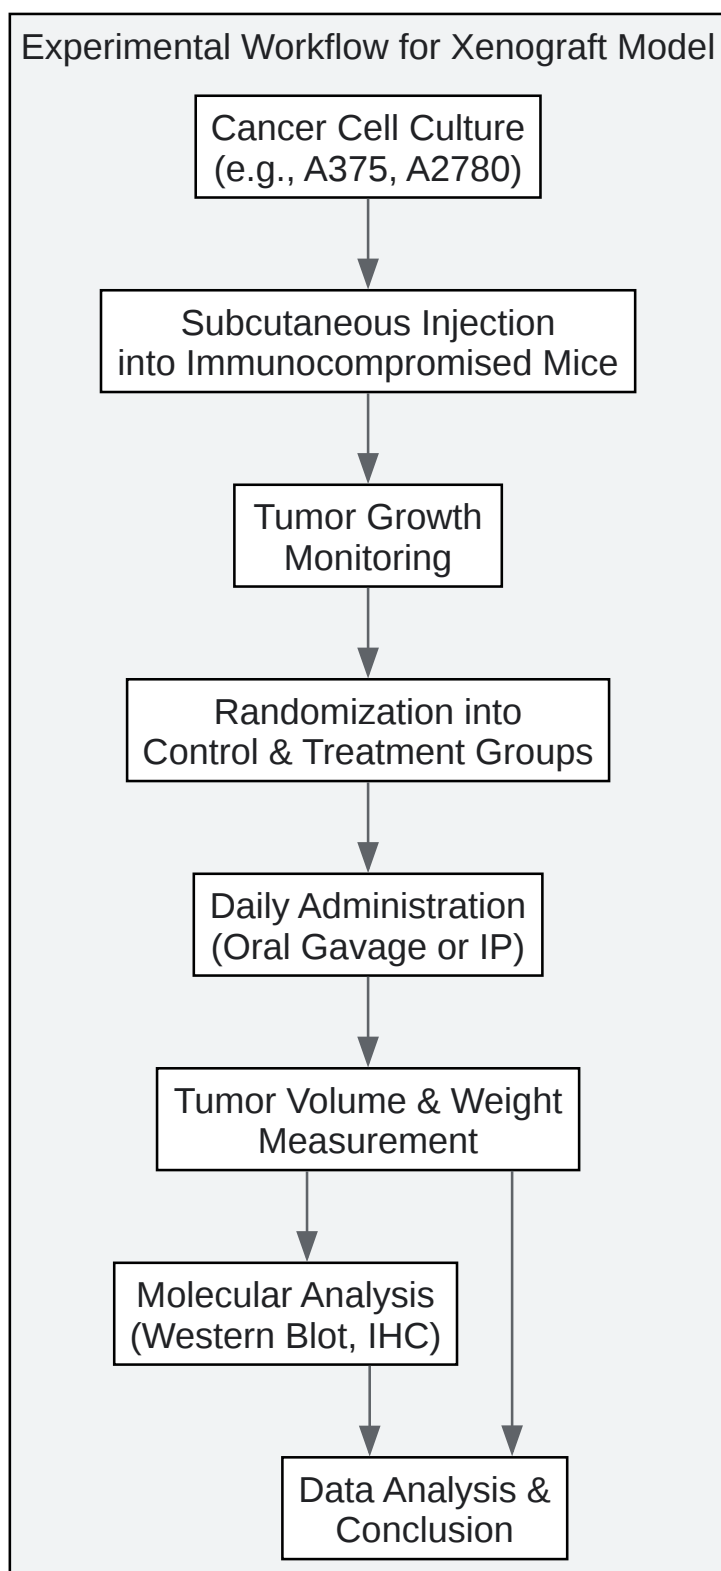 Experimental Workflow for Xenograft Model
Cancer Cell Culture
(e.g., A375, A2780)
Subcutaneous Injection
into Immunocompromised Mice
Tumor Growth
Monitoring
Randomization into
Control & Treatment Groups
Daily Administration
(Oral Gavage or IP)
Tumor Volume & Weight
Measurement
Molecular Analysis
(Western Blot, IHC)
Data Analysis &
Conclusion